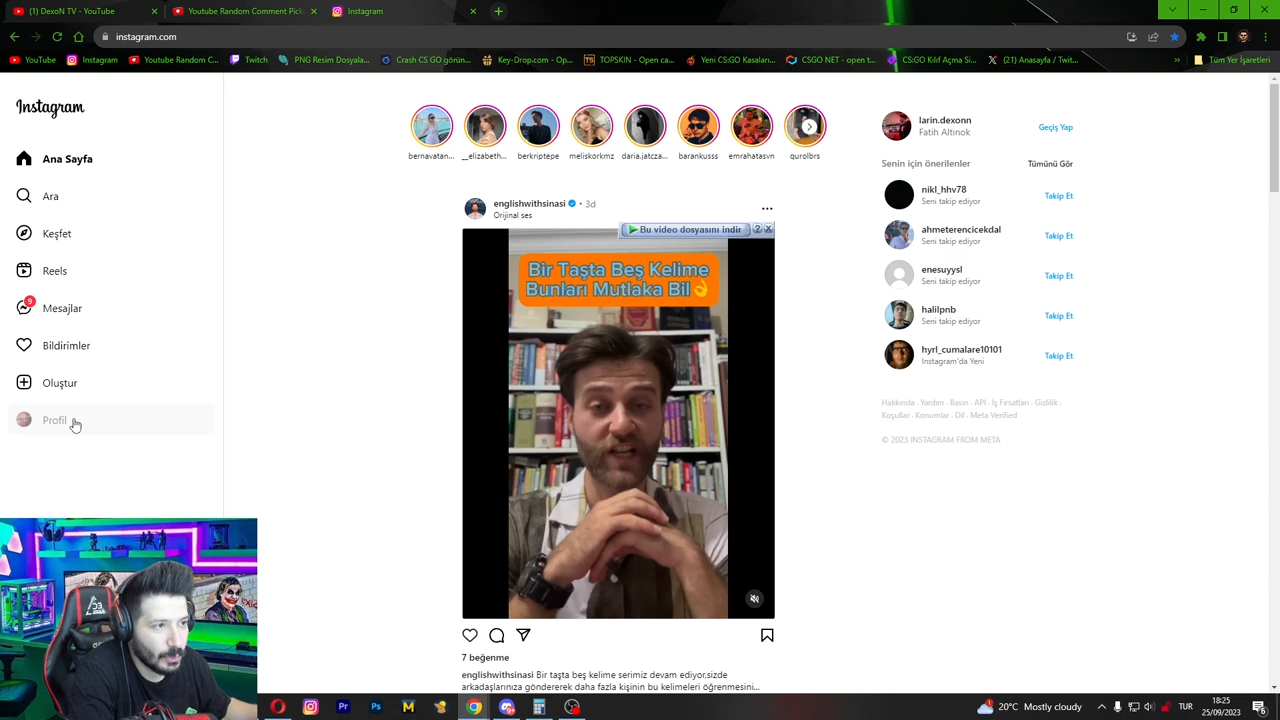 (1) DexoN TV - YouTube
Youtube Random Comment Pick
Instagram
instagram.com
YouTube
Instagram
Youtube Random C...
Twitch
PNG Resim Dosyala...
Crash CS GO görün...
Key-Drop.com - Op...
TOPSKIN - Open ca...
Yeni CS:GO Kasaları...
CSGO NET - open t...
CS:GO Kılıf Açma Si...
(21) Anasayfa / Twit...
»
Tüm Yer İşaretleri
Instagram
Ana Sayfa
Ara
Keşfet
Reels
9
Mesajlar
Bildirimler
Oluştur
Profil
bernavatan...
__elizabeth...
berkriptepe
meliskorkmz
daria.jatcza...
barankusss
emrahatasvn
qurolbrs
englishwithsinasi • 3d
Orijinal ses
Bu video dosyasını indir
?
Bir Taşta Beş Kelime
Bunları Mutlaka Bil👌
7 beğenme
englishwithsinasi Bir taşta beş kelime serimiz devam ediyor.sizde
arkadaşlarınıza göndererek daha fazla kişinin bu kelimeleri öğrenmesini...
larin.dexonn
Fatih Altınok
Geçiş Yap
Senin için önerilenler
Tümünü Gör
nikl_hhv78
Seni takip ediyor
Takip Et
ahmeterencicekdal
Seni takip ediyor
Takip Et
enesuyysl
Seni takip ediyor
Takip Et
halilpnb
Seni takip ediyor
Takip Et
hyrl_cumalare10101
Instagram'da Yeni
Takip Et
Hakkında · Yardım · Basın · API · İş Fırsatları · Gizlilik ·
Koşullar · Konumlar · Dil · Meta Verified
© 2023 INSTAGRAM FROM META
Pr
Ps
M
20°C Mostly cloudy
TUR
18:25
25/09/2023
6